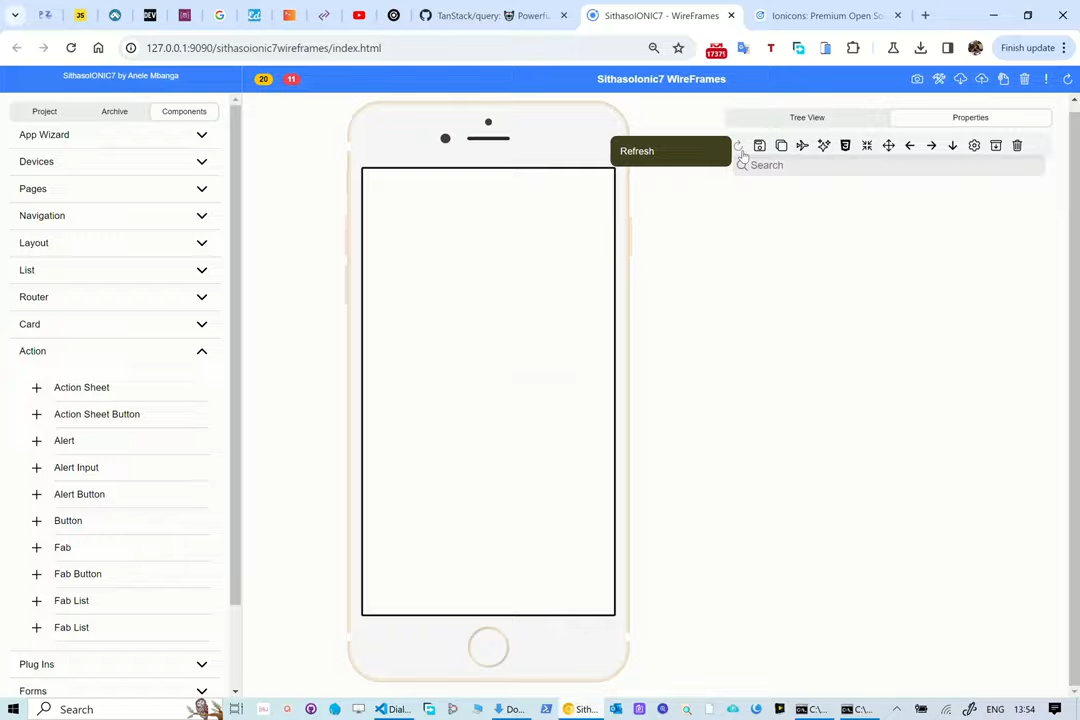 JS
DEV
G
TanStack/query: 🤓 Powerfu
SithasoIONIC7 - WireFrames
Ionicons: Premium Open So
127.0.0.1:9090/sithasoionic7wireframes/index.html
17371
T
Finish update
SithasoIONIC7 by Anele Mbanga
20
11
SithasoIonic7 WireFrames
Project
Archive
Components
Tree View
Properties
App Wizard
Refresh
Search
Devices
Pages
Navigation
Layout
List
Router
Card
Action
Action Sheet
Action Sheet Button
Alert
Alert Input
Alert Button
Button
Fab
Fab Button
Fab List
Fab List
Plug Ins
Forms
Search
Dial...
Do...
Sith...
C:\...
C:\...
ENG
13:54